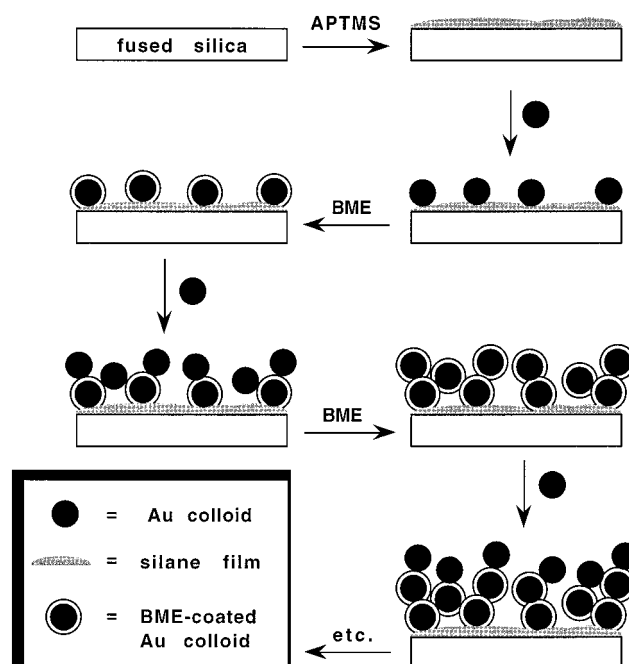 fused silica
APTMS
BME
BME
= Au colloid
= silane film
= BME-coated
Au colloid
etc.